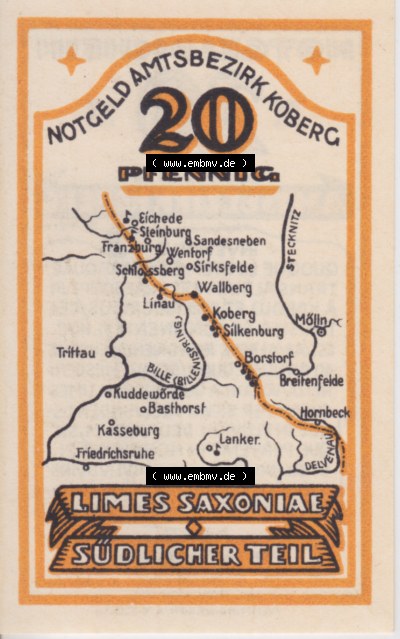 NOTGELD AMTSBEZIRK KOBERG
20
PFENNIG
( www.embmv.de )
Eichede
Steinburg
Franzburg
Sandesneben
Wentorf
Sirksfelde
Schlossberg
Wallberg
Linau
STECKNITZ
Koberg
Silkenburg
Mölln
BILLE (BILLENISPRING)
Trittau
Borstorf
Breitenfelde
Kuddewörde
Basthorst
Hornbeck
Kasseburg
Lanker.
DELVENAU
Friedrichsruhe
( www.embmv.de )
LIMES SAXONIAE
SÜDLICHER TEIL